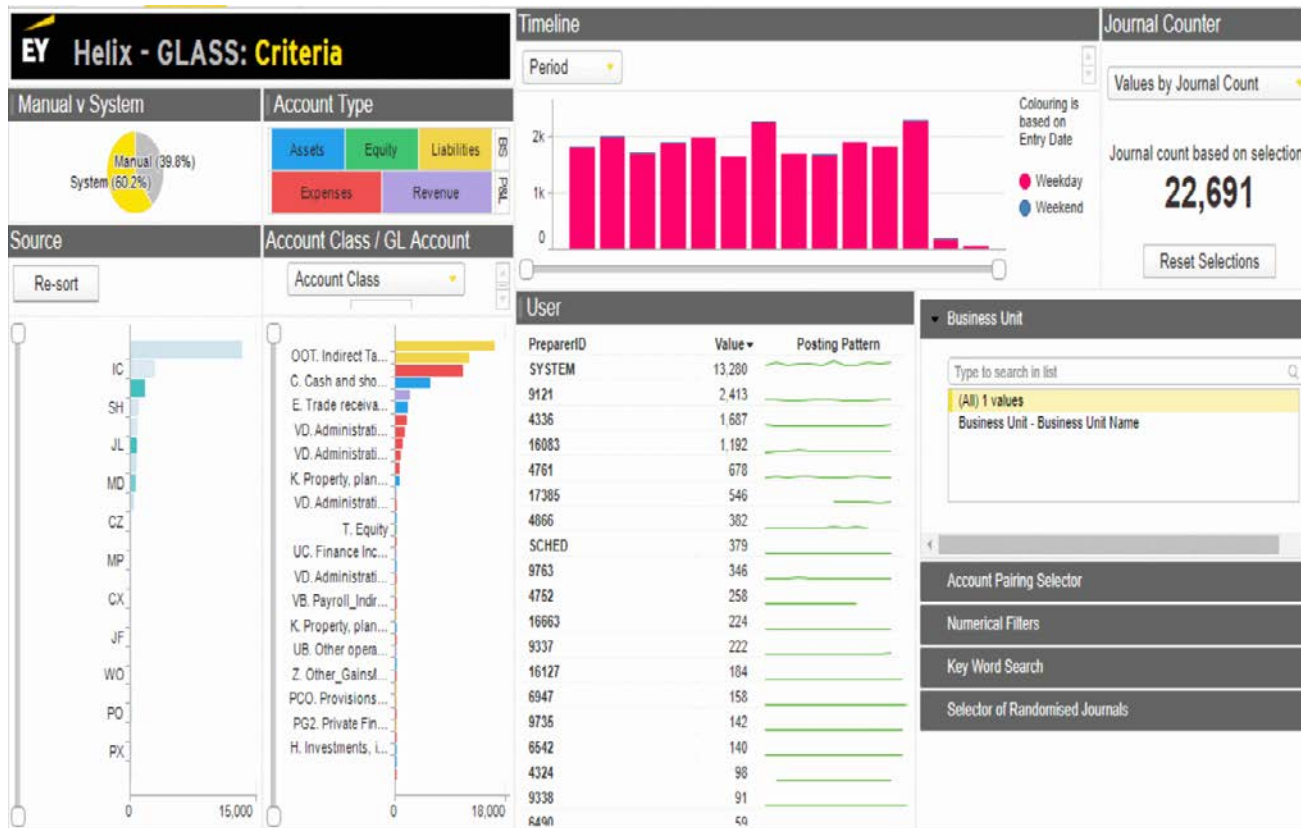 EY Helix - GLASS: Criteria
Manual v System
Manual (39.8%)
System (60.2%)
Account Type
Assets
Equity
Liabilities
BS
Expenses
Revenue
P&L
Source
Re-sort
IC
SH
JL
MD
CZ
MP
CX
JF
WO
PO
PX
0
15,000
Account Class / GL Account
Account Class
OOT. Indirect Ta...
C. Cash and sho...
E. Trade receiva...
VD. Administrati...
VD. Administrati...
K. Property, plan...
VD. Administrati...
T. Equity
UC. Finance Inc...
VD. Administrati...
VB. Payroll_Indir...
K. Property, plan...
UB. Other opera...
Z. Other_Gains/l...
PCO. Provisions...
PG2. Private Fin...
H. Investments, i...
0
18,000
Timeline
Period
2k
1k
0
Colouring is
based on
Entry Date
Weekday
Weekend
Journal Counter
Values by Journal Count
Journal count based on selection
22,691
Reset Selections
User
PreparerID Value Posting Pattern
SYSTEM 13,280
9121 2,413
4336 1,687
16083 1,192
4761 678
17385 546
4866 382
SCHED 379
9763 346
4752 258
16663 224
9337 222
16127 184
6947 158
9735 142
6542 140
4324 98
9338 91
6490 59
Business Unit
Type to search in list
(All) 1 values
Business Unit - Business Unit Name
Account Pairing Selector
Numerical Filters
Key Word Search
Selector of Randomised Journals